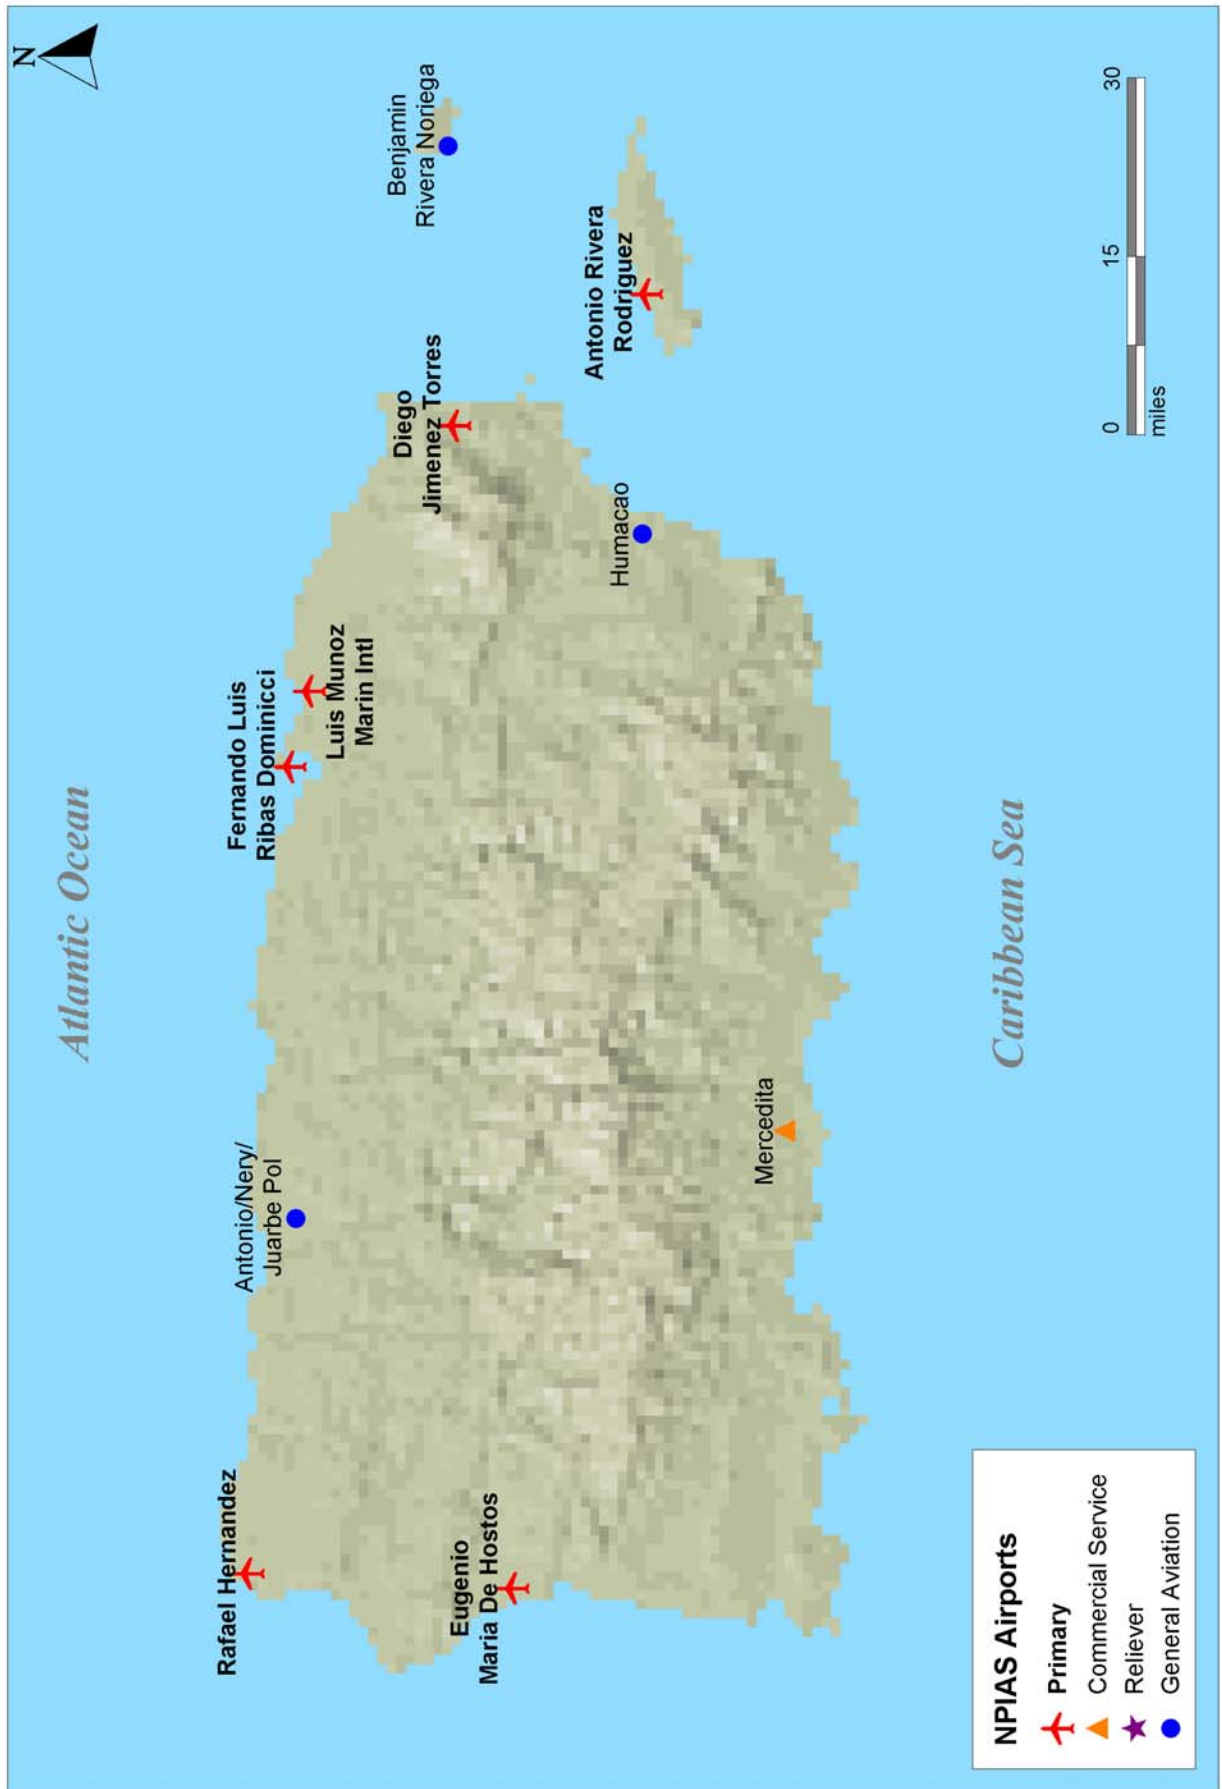 N
Atlantic Ocean
Rafael Hernandez
Antonio/Nery/
Juarbe Pol
Fernando Luis
Ribas Dominicci
Luis Munoz
Marin Intl
Diego
Jimenez Torres
Benjamin
Rivera Noriega
Eugenio
Maria De Hostos
Antonio Rivera
Rodriguez
Humacao
Mercedita
Caribbean Sea
NPIAS Airports
Primary
Commercial Service
Reliever
General Aviation
0 15 30
miles